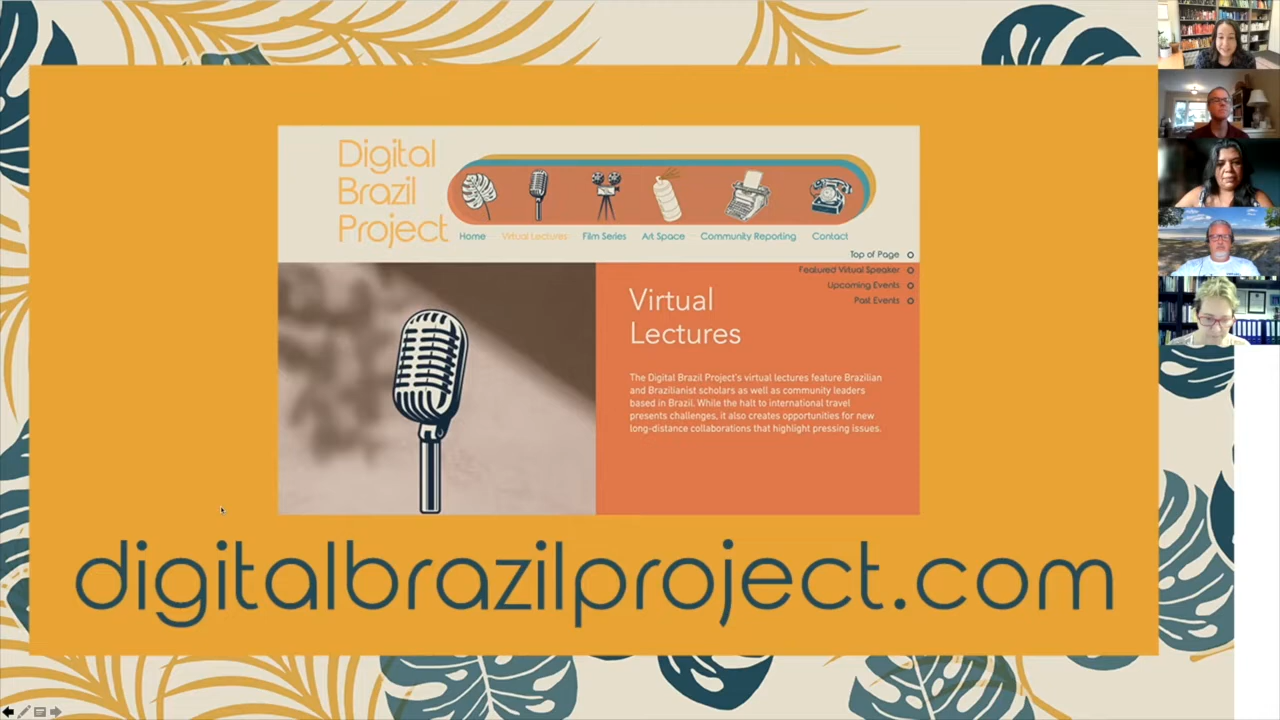 Digital
Brazil
Project
Home
Virtual Lectures
Film Series
Art Space
Community Reporting
Contact
Top of Page
Featured Virtual Speaker
Upcoming Events
Past Events
Virtual
Lectures
The Digital Brazil Project's virtual lectures feature Brazilian
and Brazilianist scholars as well as community leaders
based in Brazil. While the halt to international travel
presents challenges, it also creates opportunities for new
long-distance collaborations that highlight pressing issues.
digitalbrazilproject.com